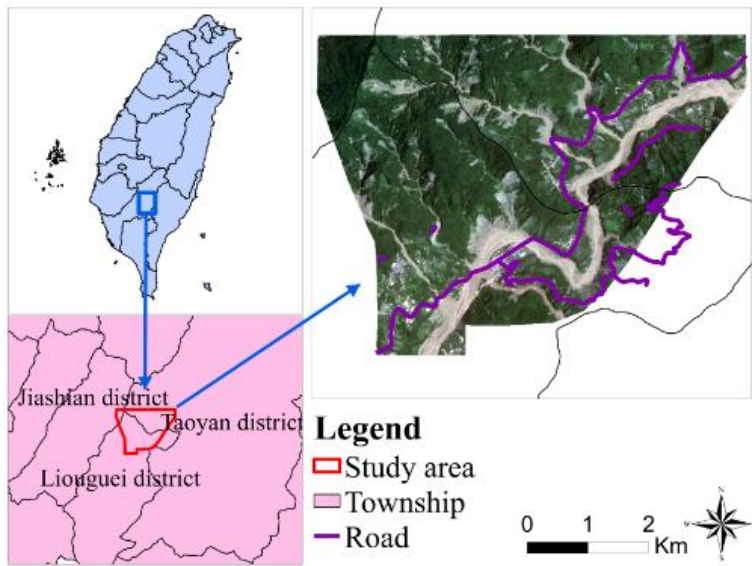 Jiashian district
Taoyan district
Liouguei district
Legend
Study area
Township
Road
0 1 2
Km
N
W E
S